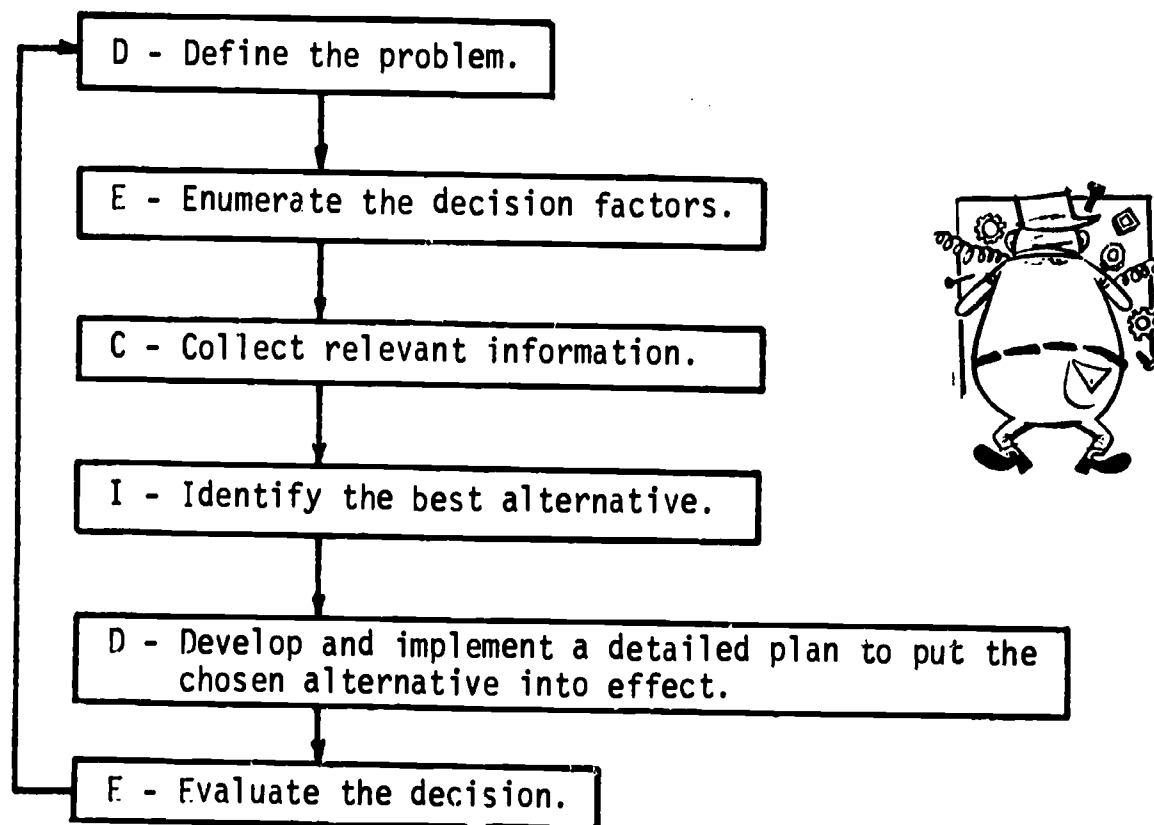 D - Define the problem.
E - Enumerate the decision factors.
C - Collect relevant information.
I - Identify the best alternative.
D - Develop and implement a detailed plan to put the
chosen alternative into effect.
E - Evaluate the decision.